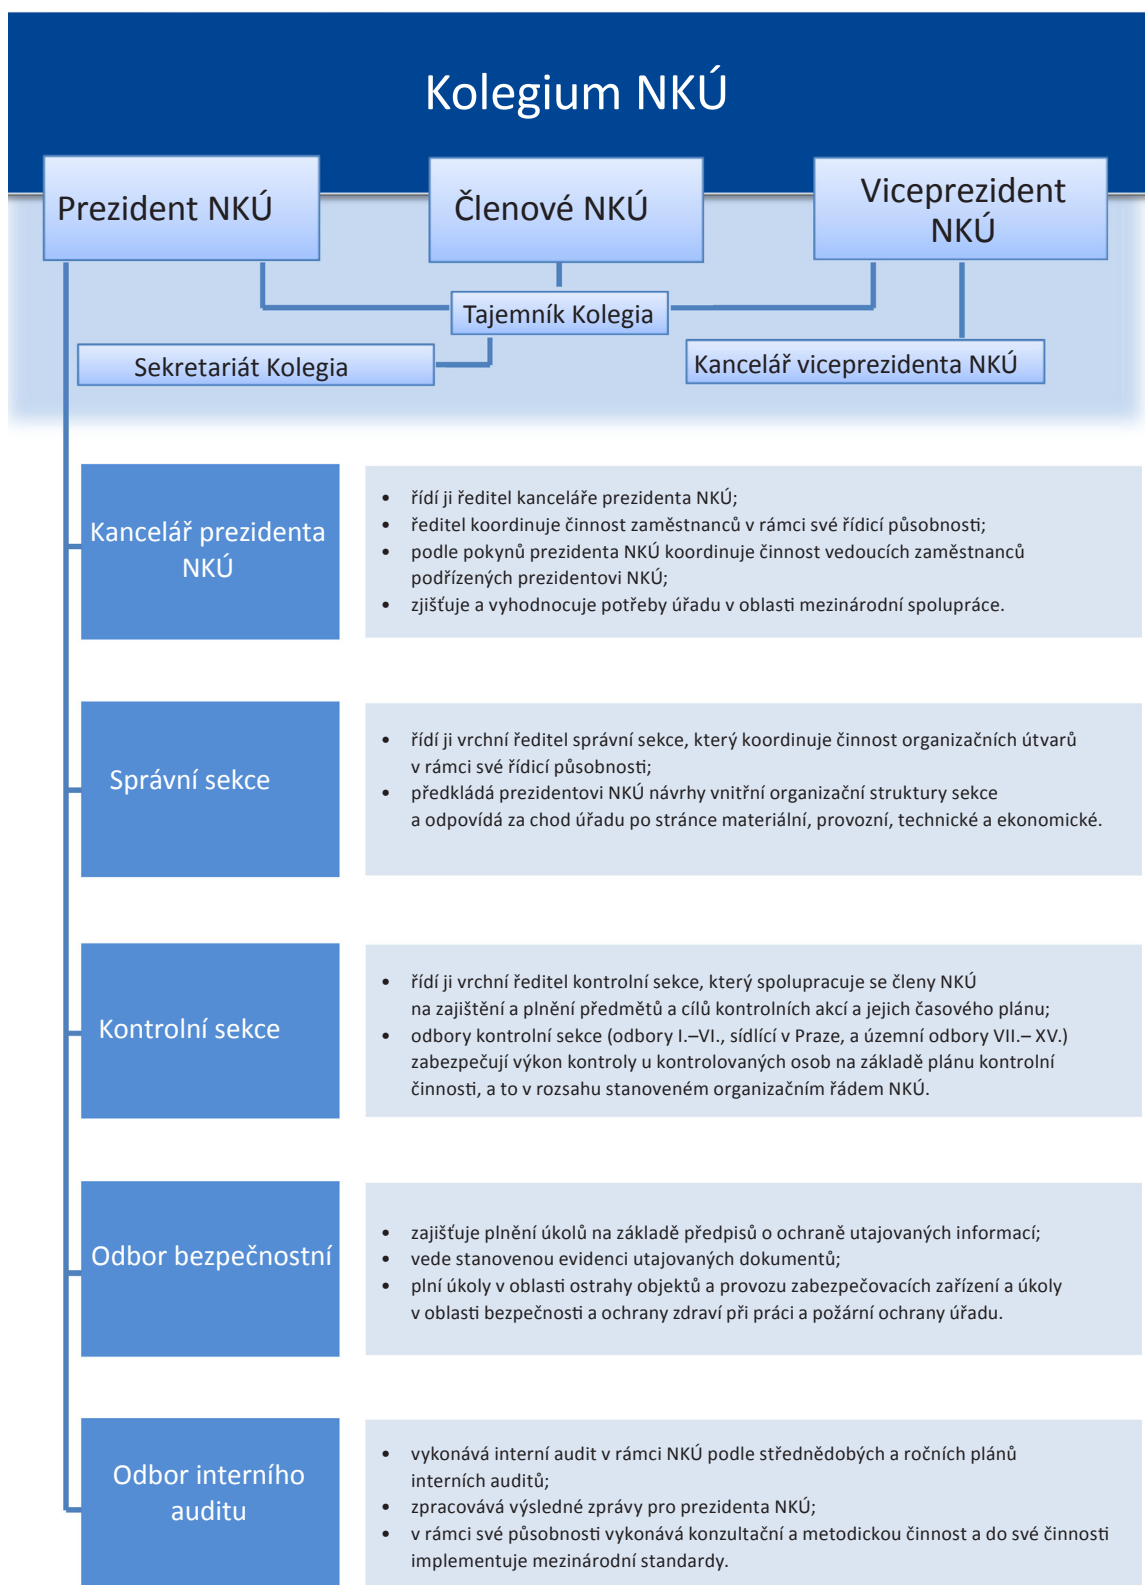 Kolegium NKÚ
Prezident NKÚ
Členové NKÚ
Viceprezident
NKÚ
Tajemník Kolegia
Sekretariát Kolegia
Kancelář viceprezidenta NKÚ
Kancelář prezidenta
NKÚ
• řídí ji ředitel kanceláře prezidenta NKÚ;
• ředitel koordinuje činnost zaměstnanců v rámci své řídicí působnosti;
• podle pokynů prezidenta NKÚ koordinuje činnost vedoucích zaměstnanců
podřízených prezidentovi NKÚ;
• zjišťuje a vyhodnocuje potřeby úřadu v oblasti mezinárodní spolupráce.
Správní sekce
• řídí ji vrchní ředitel správní sekce, který koordinuje činnost organizačních útvarů
v rámci své řídicí působnosti;
• předkládá prezidentovi NKÚ návrhy vnitřní organizační struktury sekce
a odpovídá za chod úřadu po stránce materiální, provozní, technické a ekonomické.
Kontrolní sekce
• řídí ji vrchní ředitel kontrolní sekce, který spolupracuje se členy NKÚ
na zajištění a plnění předmětů a cílů kontrolních akcí a jejich časového plánu;
• odbory kontrolní sekce (odbory I.–VI., sídlící v Praze, a územní odbory VII.– XV.)
zabezpečují výkon kontroly u kontrolovaných osob na základě plánu kontrolní
činnosti, a to v rozsahu stanoveném organizačním řádem NKÚ.
Odbor bezpečnostní
• zajišťuje plnění úkolů na základě předpisů o ochraně utajovaných informací;
• vede stanovenou evidenci utajovaných dokumentů;
• plní úkoly v oblasti ostrahy objektů a provozu zabezpečovacích zařízení a úkoly
v oblasti bezpečnosti a ochrany zdraví při práci a požární ochrany úřadu.
Odbor interního
auditu
• vykonává interní audit v rámci NKÚ podle střednědobých a ročních plánů
interních auditů;
• zpracovává výsledné zprávy pro prezidenta NKÚ;
• v rámci své působnosti vykonává konzultační a metodickou činnost a do své činnosti
implementuje mezinárodní standardy.